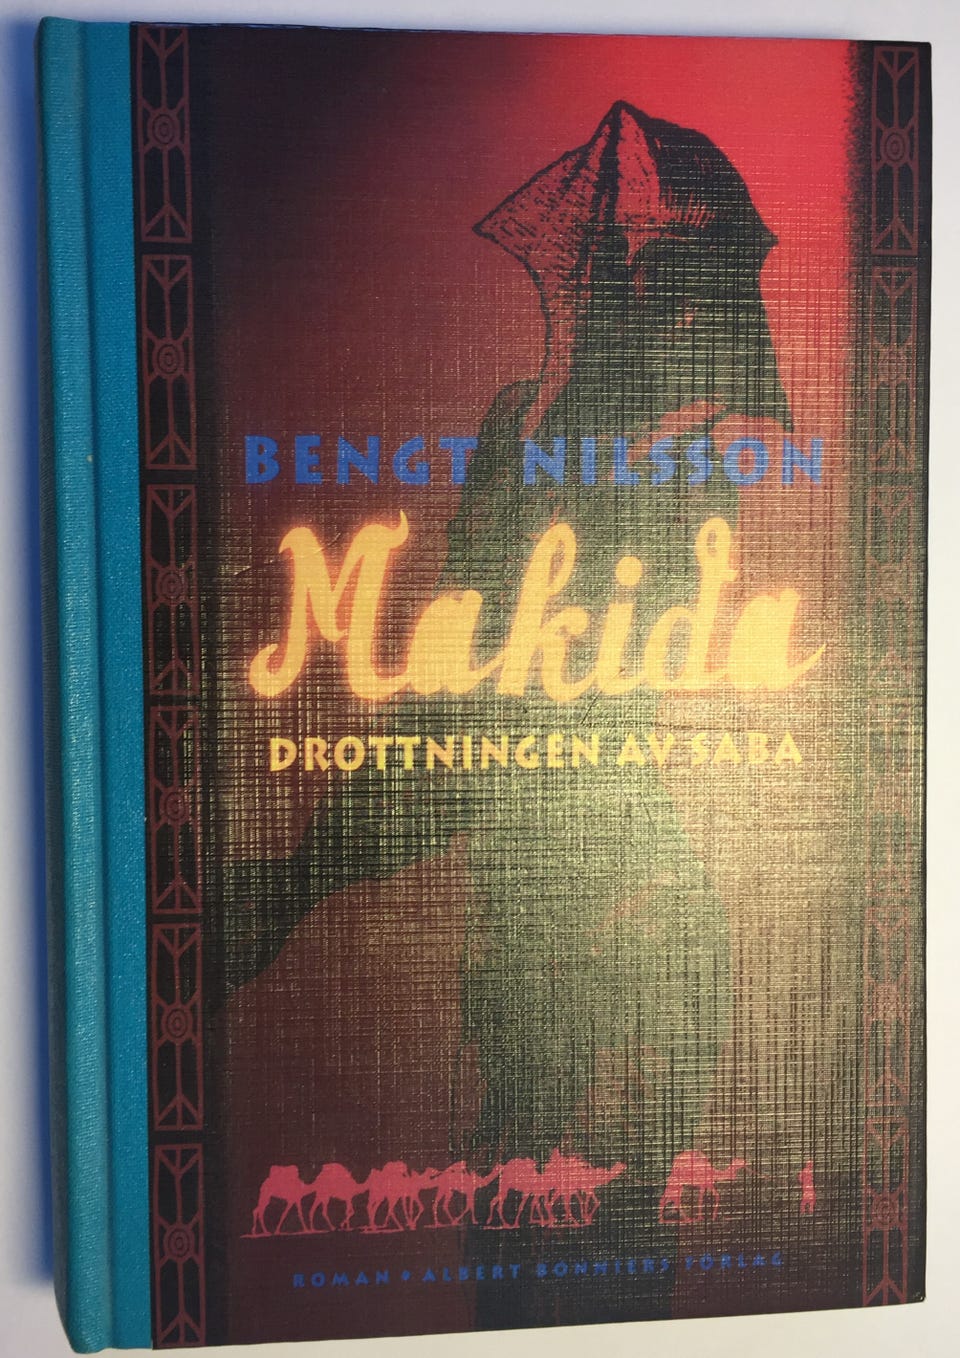 BENGT NILSSON
Makida
DROTTNINGEN AV SABA
ROMAN • ALBERT BONNIERS FÖRLAG